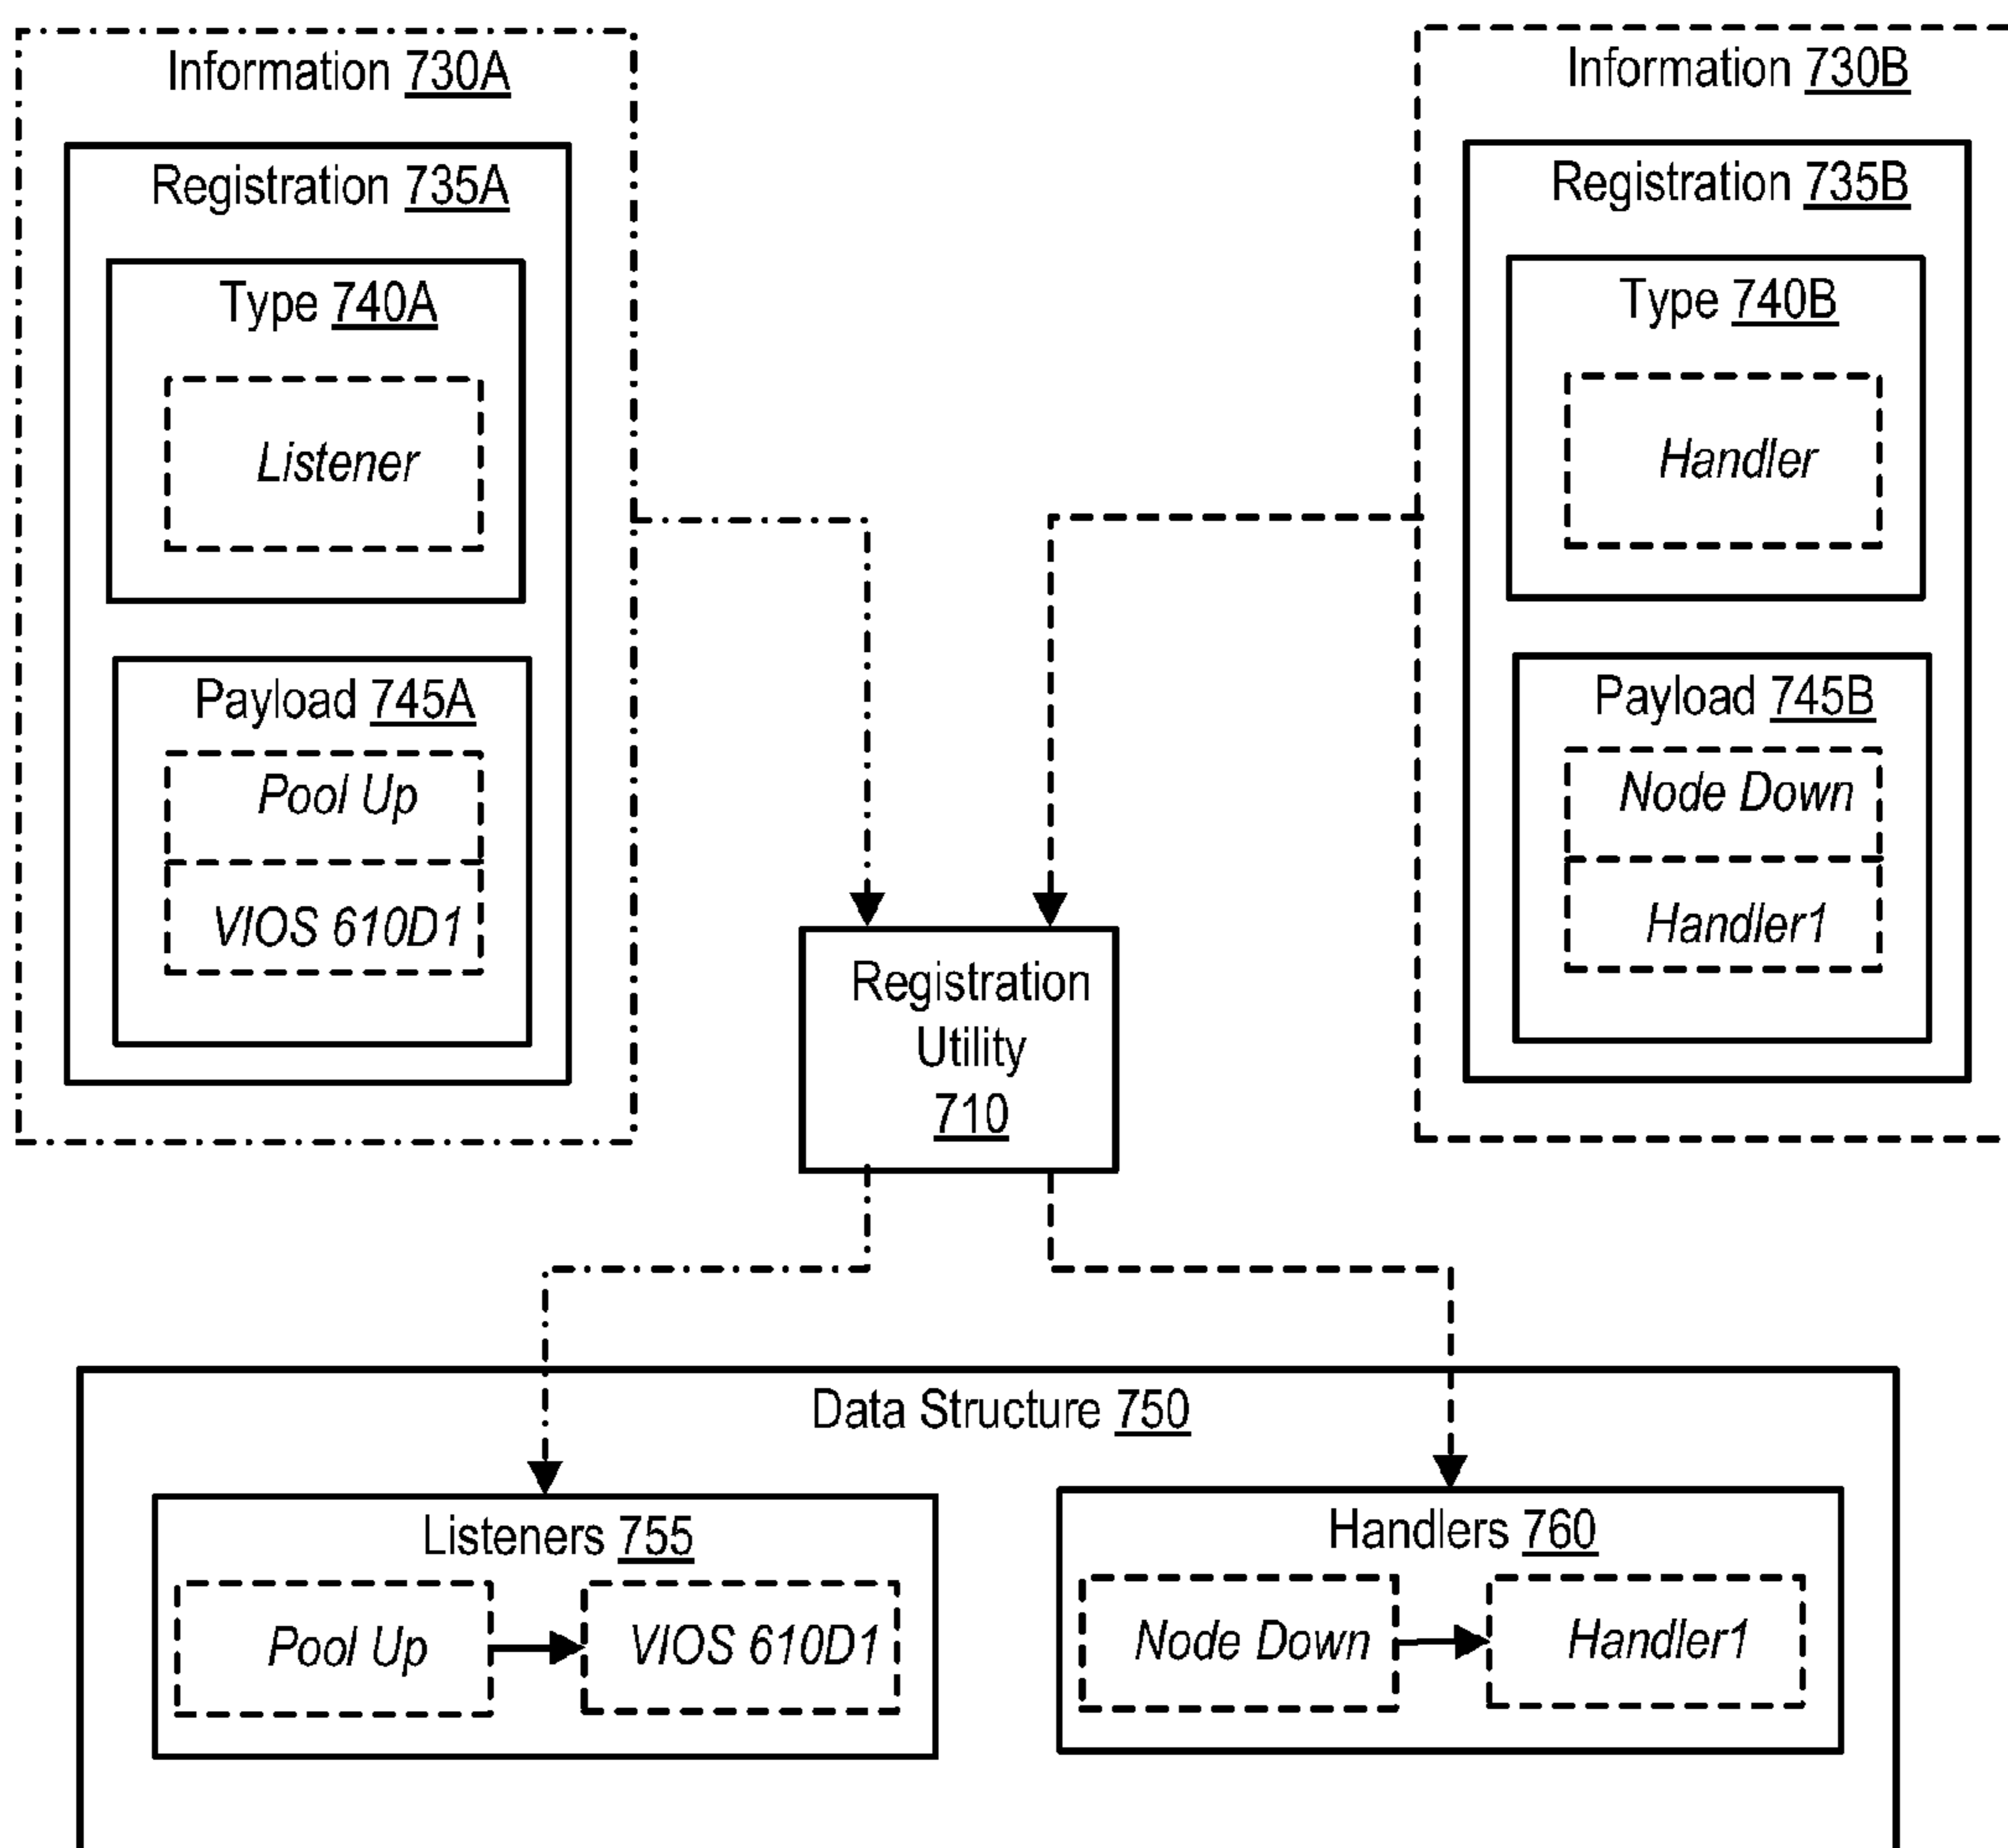 Information 730A
Registration 735A
Type 740A
Listener
Payload 745A
Pool Up
VIOS 610D1
Information 730B
Registration 735B
Type 740B
Handler
Payload 745B
Node Down
Handler1
Registration
Utility
710
Data Structure 750
Listeners 755
Pool Up
VIOS 610D1
Handlers 760
Node Down
Handler1